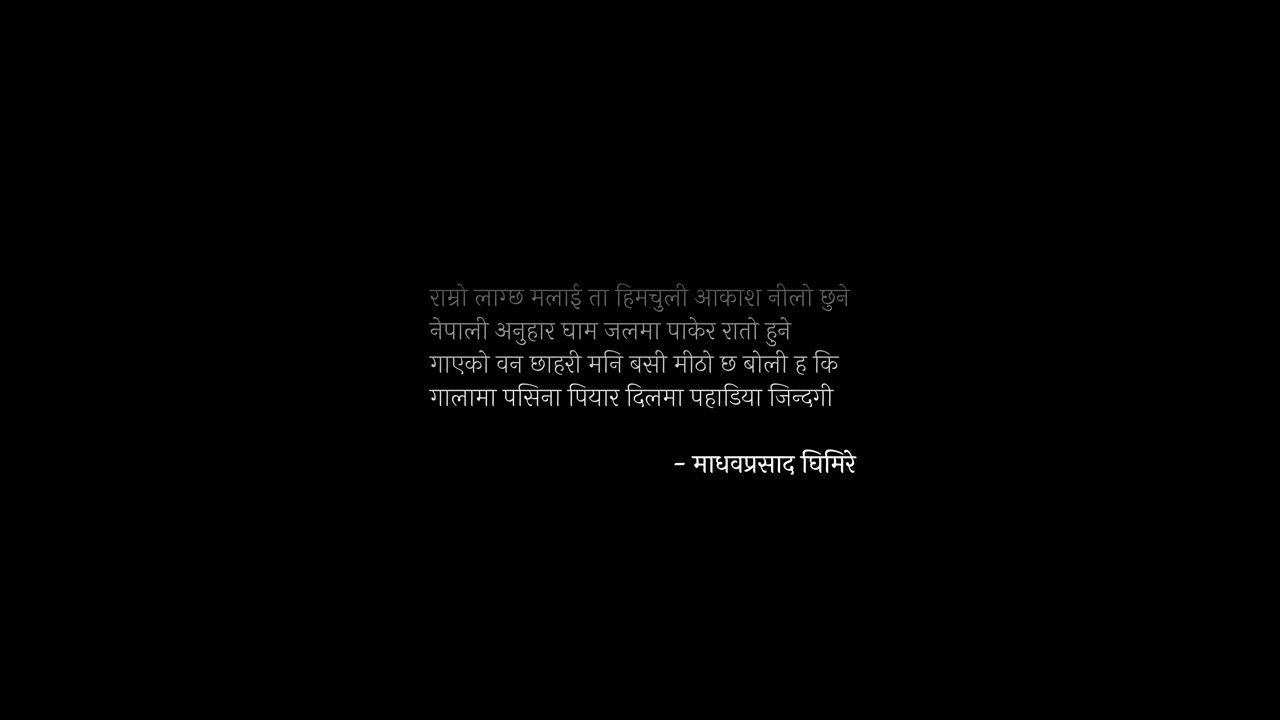 राम्रो लाग्छ मलाई ता हिमचुली आकाश नीलो छुने
नेपाली अनुहार घाम जलमा पाकेर रातो हुने
गाएको वन छाहरी मनि बसी मीठो छ बोली ह कि
गालामा पसिना पियार दिलमा पहाडिया जिन्दगी
- माधवप्रसाद घिमिरे